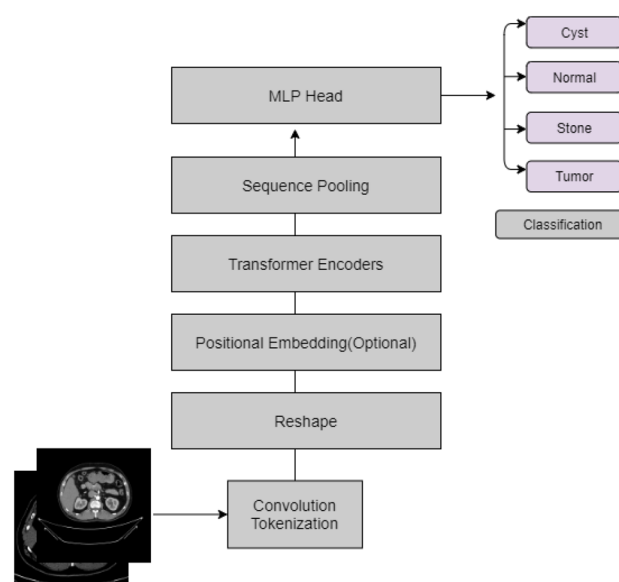 Cyst
MLP Head
Normal
Stone
Sequence Pooling
Tumor
Classification
Transformer Encoders
Positional Embedding(Optional)
Reshape
Convolution
Tokenization